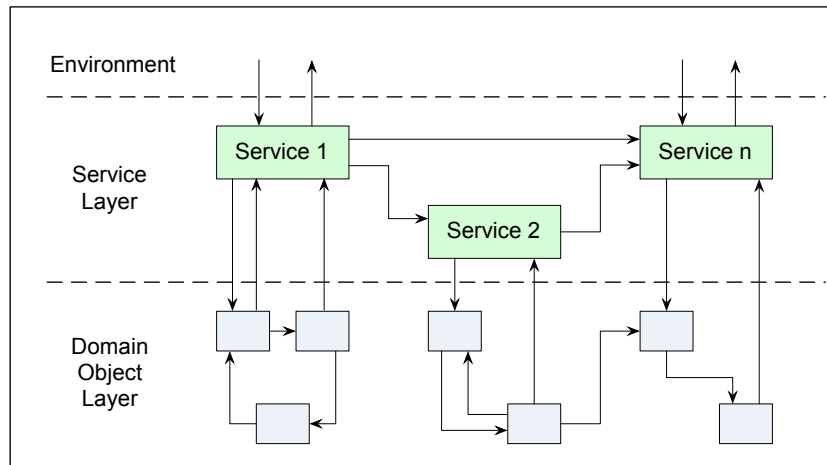 Environment
Service 1
Service n
Service
Layer
Service 2
Domain
Object
Layer